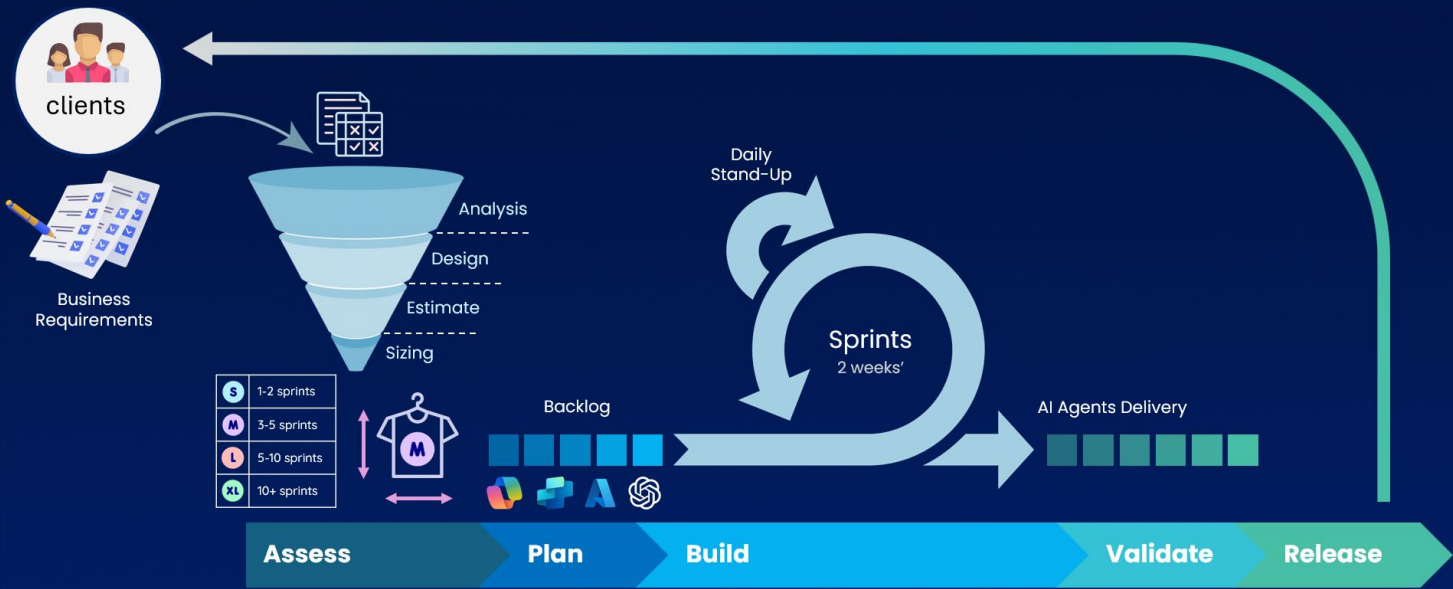 clients
Business
Requirements
Analysis
Design
Estimate
Sizing
S 1-2 sprints
M 3-5 sprints
L 5-10 sprints
XL 10+ sprints
M
Backlog
Daily
Stand-Up
Sprints
2 weeks’
AI Agents Delivery
Assess
Plan
Build
Validate
Release